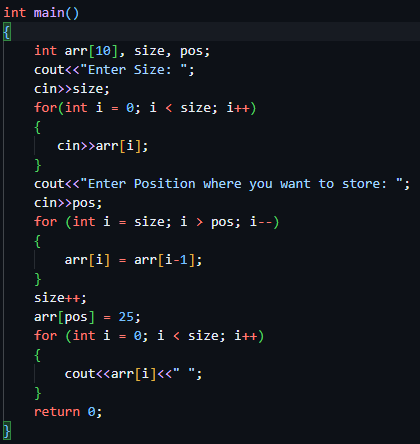 int main()
{
    int arr[10], size, pos;
    cout<<"Enter Size: ";
    cin>>size;
    for(int i = 0; i < size; i++)
    {
       cin>>arr[i];
    }
    cout<<"Enter Position where you want to store: ";
    cin>>pos;
    for (int i = size; i > pos; i--)
    {
        arr[i] = arr[i-1];
    }
    size++;
    arr[pos] = 25;
    for (int i = 0; i < size; i++)
    {
        cout<<arr[i]<<" ";
    }
    return 0;
}